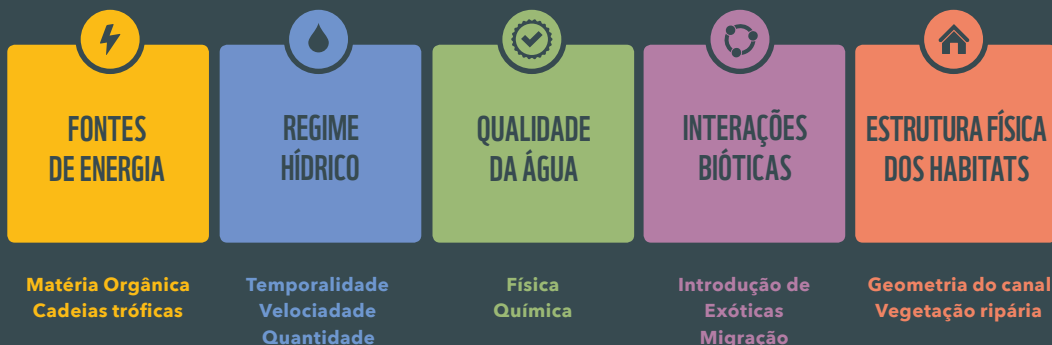 FONTES
DE ENERGIA
REGIME
HÍDRICO
QUALIDADE
DA ÁGUA
INTERAÇÕES
BIÓTICAS
ESTRUTURA FÍSICA
DOS HABITATS
Matéria Orgânica
Cadeias tróficas
Temporalidade
Velociadade
Quantidade
Física
Química
Introdução de
Exóticas
Migração
Geometria do canal
Vegetação ripária